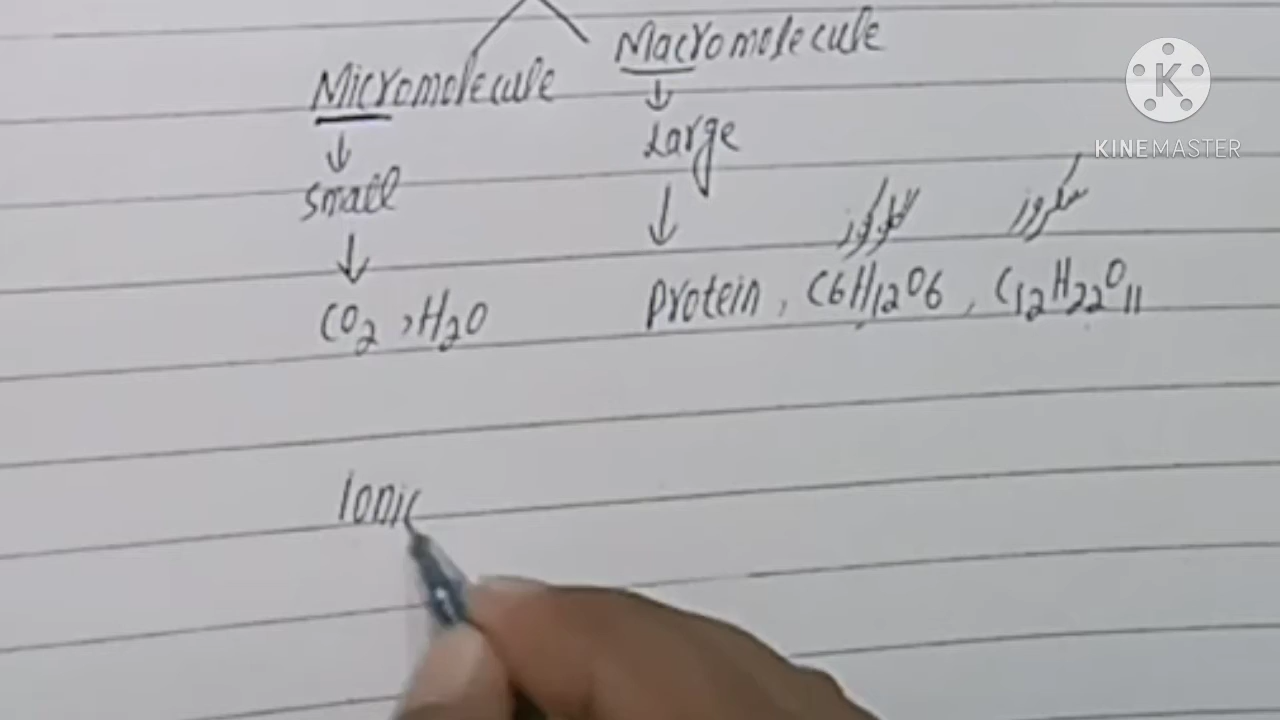 Micromolecule Macromolecule
↓ ↓
Small Large
↓ ↓
گلوکوز سکروز
CO2, H2O Protein, C6H12O6, C12H22O11
Ionic
K
KINEMASTER